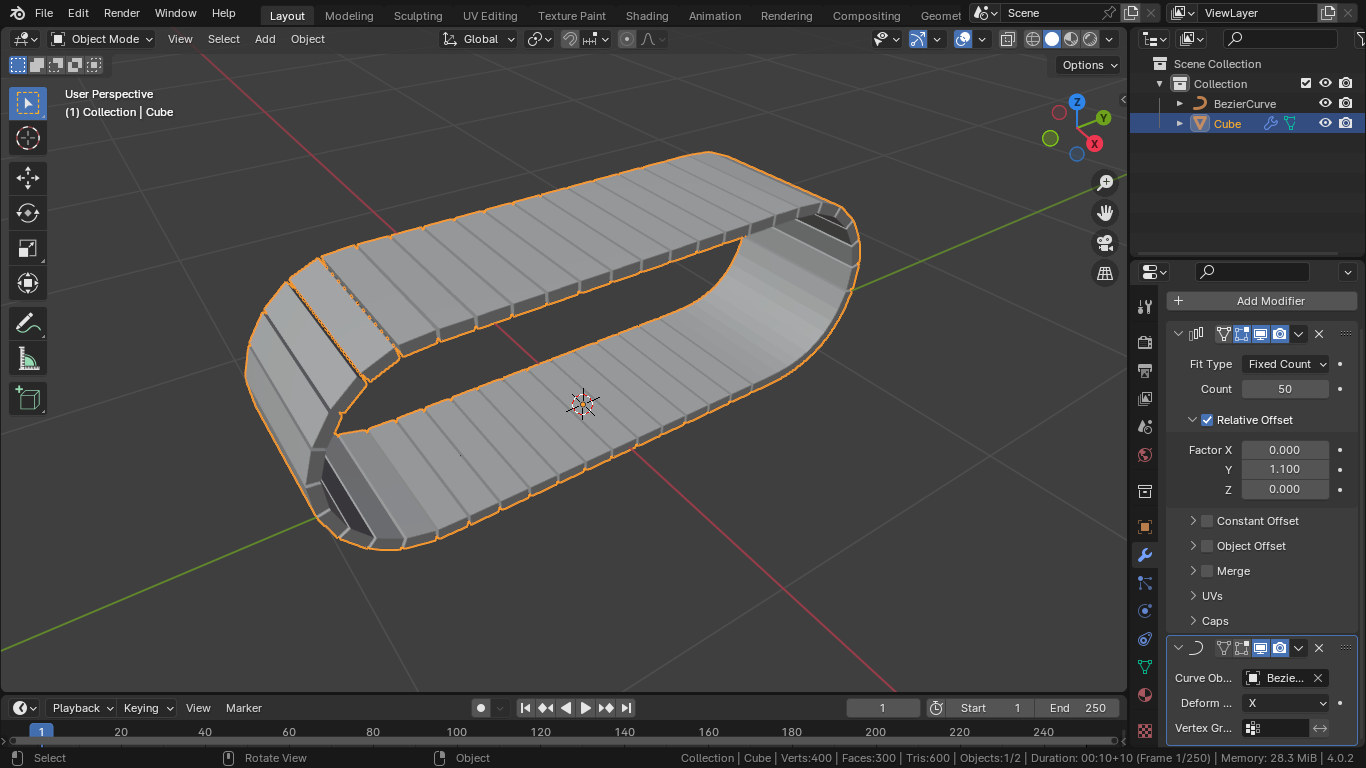 File Edit Render Window Help Layout Modeling Sculpting UV Editing Texture Paint Shading Animation Rendering Compositing Geomet Scene ViewLayer
Object Mode View Select Add Object Global
Options
User Perspective
(1) Collection | Cube
Z
Y
X
Scene Collection
Collection
BezierCurve
Cube
Add Modifier
Fit Type Fixed Count
Count 50
Relative Offset
Factor X 0.000
Y 1.100
Z 0.000
Constant Offset
Object Offset
Merge
UVs
Caps
Curve Ob... Bezie...
Deform ... X
Vertex Gr...
Playback Keying View Marker 1 Start 1 End 250
1 20 40 60 80 100 120 140 160 180 200 220 240
Select Rotate View Object Collection | Cube | Verts:400 | Faces:300 | Tris:600 | Objects:1/2 | Duration: 00:10+10 (Frame 1/250) | Memory: 28.3 MiB | 4.0.2